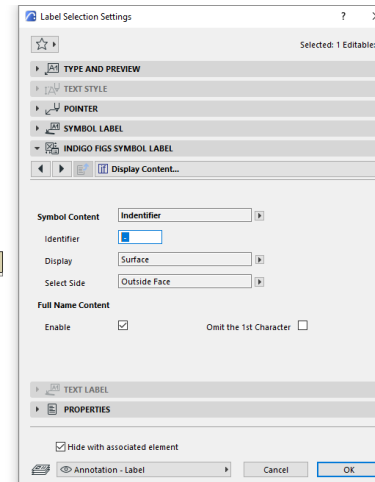 Label Selection Settings ?
Selected: 1 Editable:
TYPE AND PREVIEW
TEXT STYLE
POINTER
SYMBOL LABEL
INDIGO FIGS SYMBOL LABEL
Display Content...
Symbol Content Indentifier
Identifier
Display Surface
Select Side Outside Face
Full Name Content
Enable Omit the 1st Character
TEXT LABEL
PROPERTIES
Hide with associated element
Annotation - Label Cancel OK